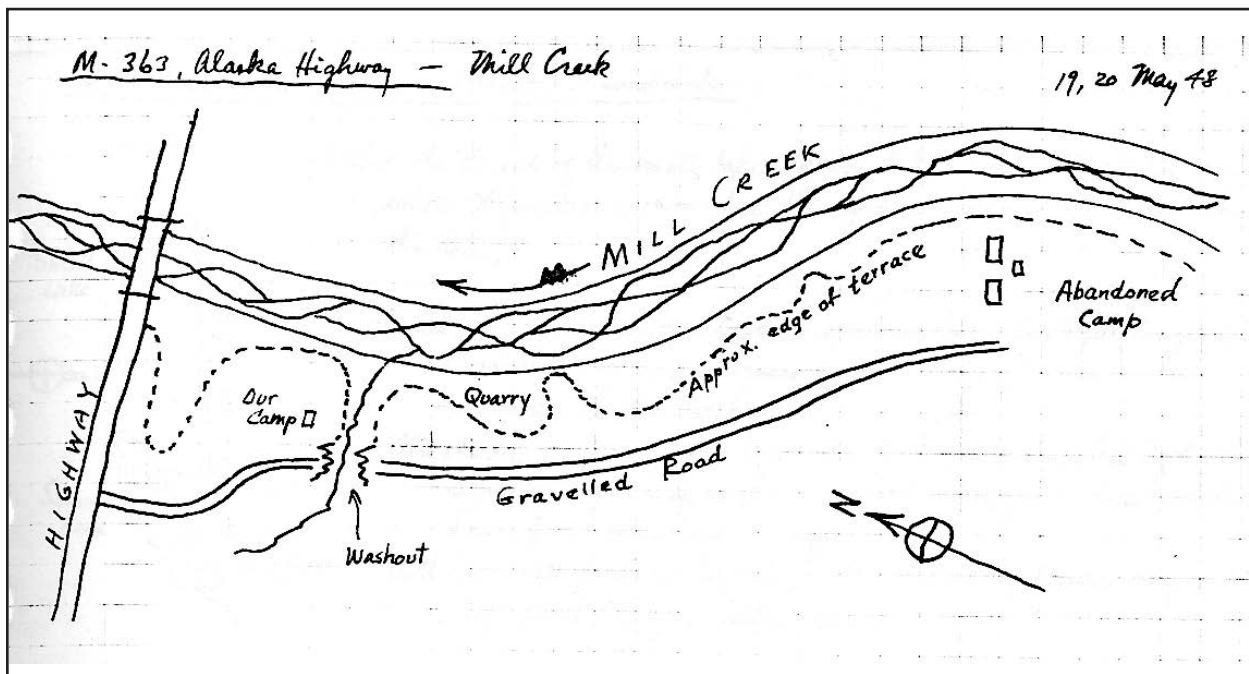 M-363, Alaska Highway — Mill Creek
19, 20 May 48
MILL CREEK
Approx. edge of terrace
Abandoned
Camp
Our
Camp
Quarry
HIGHWAY
Gravelled Road
Washout
N